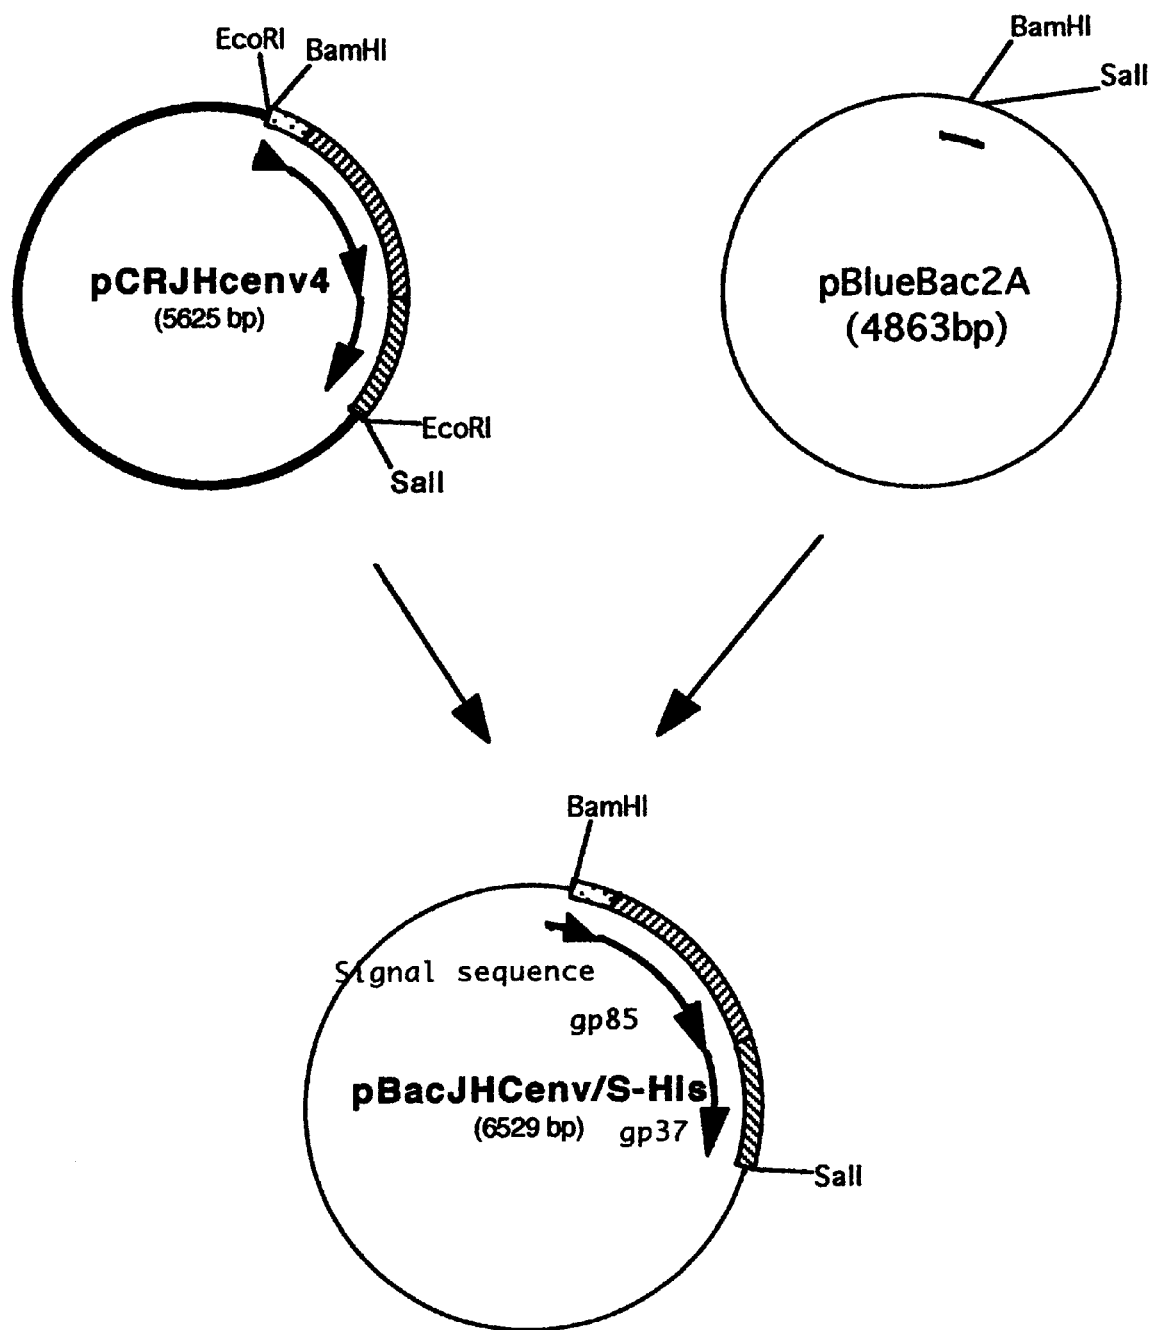 EcoRI
BamHI
pCRJHcenv4
(5625 bp)
EcoRI
SalI
BamHI
SalI
pBlueBac2A
(4863bp)
BamHI
Signal sequence
gp85
pBacJHCenv/S-His
(6529 bp)
gp37
SalI